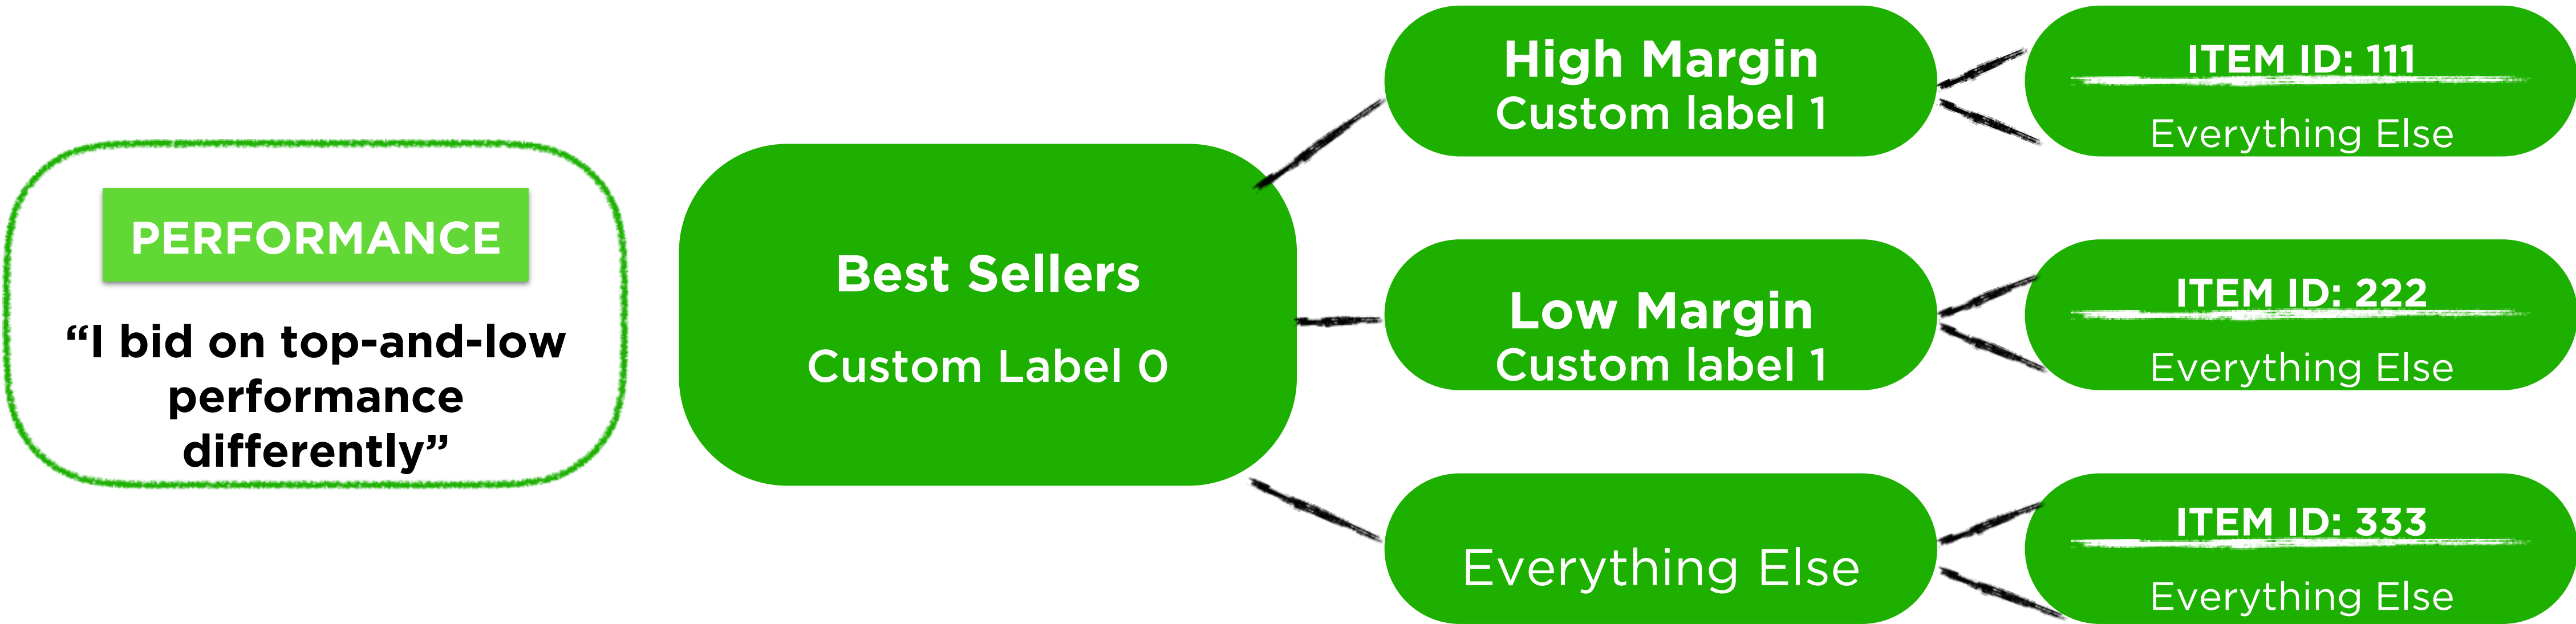 PERFORMANCE
“I bid on top-and-low
performance
differently”
Best Sellers
Custom Label 0
High Margin
Custom label 1
Low Margin
Custom label 1
Everything Else
ITEM ID: 111
Everything Else
ITEM ID: 222
Everything Else
ITEM ID: 333
Everything Else